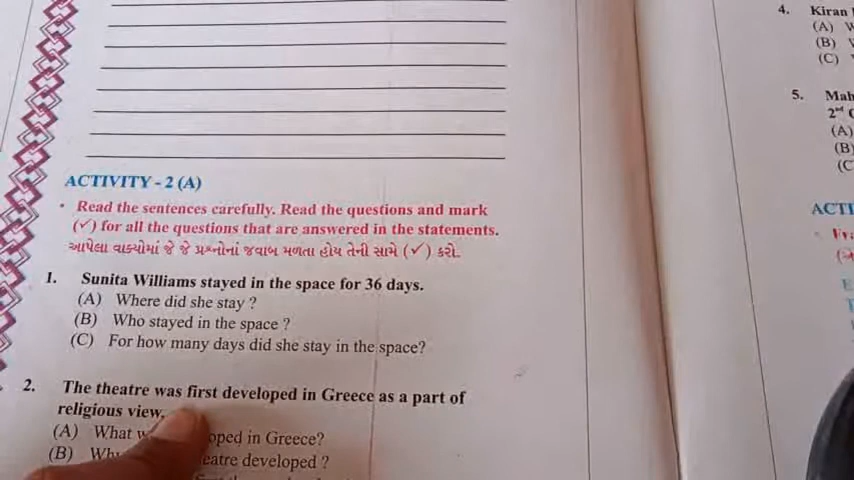 ACTIVITY - 2 (A)
• Read the sentences carefully. Read the questions and mark
(✓) for all the questions that are answered in the statements.
આપેલા વાક્યોમાં જે જે પ્રશ્નોનાં જવાબ મળતા હોય તેની સામે (✓) કરો.
1. Sunita Williams stayed in the space for 36 days.
(A) Where did she stay ?
(B) Who stayed in the space ?
(C) For how many days did she stay in the space?
2. The theatre was first developed in Greece as a part of
religious view.
(A) What oped in Greece?
(B) eatre developed ?
4. Kiran
(A)
(B)
(C)
5. Mah
2nd
(A)
(B)
(C
ACTI